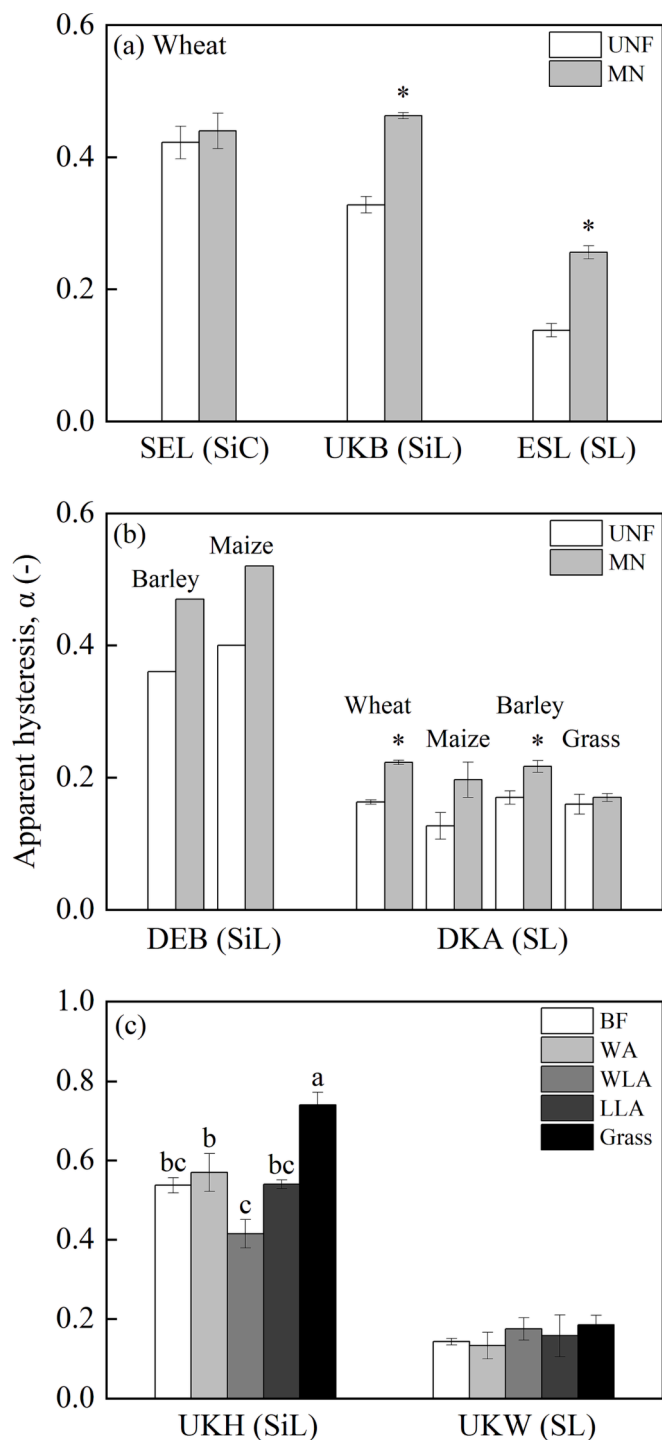 (a) Wheat
UNF
MN
0.6
0.4
0.2
0.0
*
*
SEL (SiC) UKB (SiL) ESL (SL)
Apparent hysteresis, α (-)
(b)
UNF
MN
0.6
0.4
0.2
0.0
Maize
Barley
Wheat
Barley
*
Maize
*
Grass
DEB (SiL) DKA (SL)
(c)
BF
WA
WLA
LLA
Grass
1.0
0.8
0.6
0.4
0.2
0.0
bc
b
c
bc
a
UKH (SiL) UKW (SL)